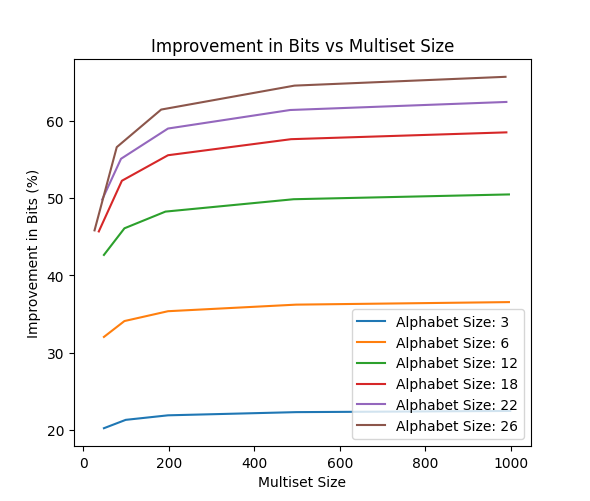 Improvement in Bits vs Multiset Size
Improvement in Bits (%)
60
50
40
30
20
0
200
400
600
800
1000
Multiset Size
Alphabet Size: 3
Alphabet Size: 6
Alphabet Size: 12
Alphabet Size: 18
Alphabet Size: 22
Alphabet Size: 26